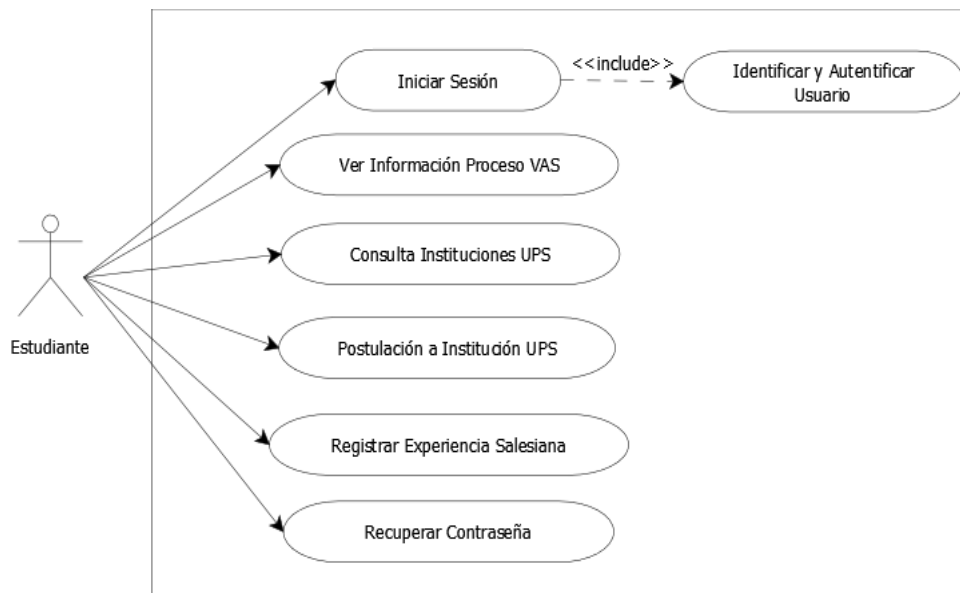 Iniciar Sesión
<<include>>
Identificar y Autentificar
Usuario
Ver Información Proceso VAS
Consulta Instituciones UPS
Estudiante
Postulación a Institución UPS
Registrar Experiencia Salesiana
Recuperar Contraseña